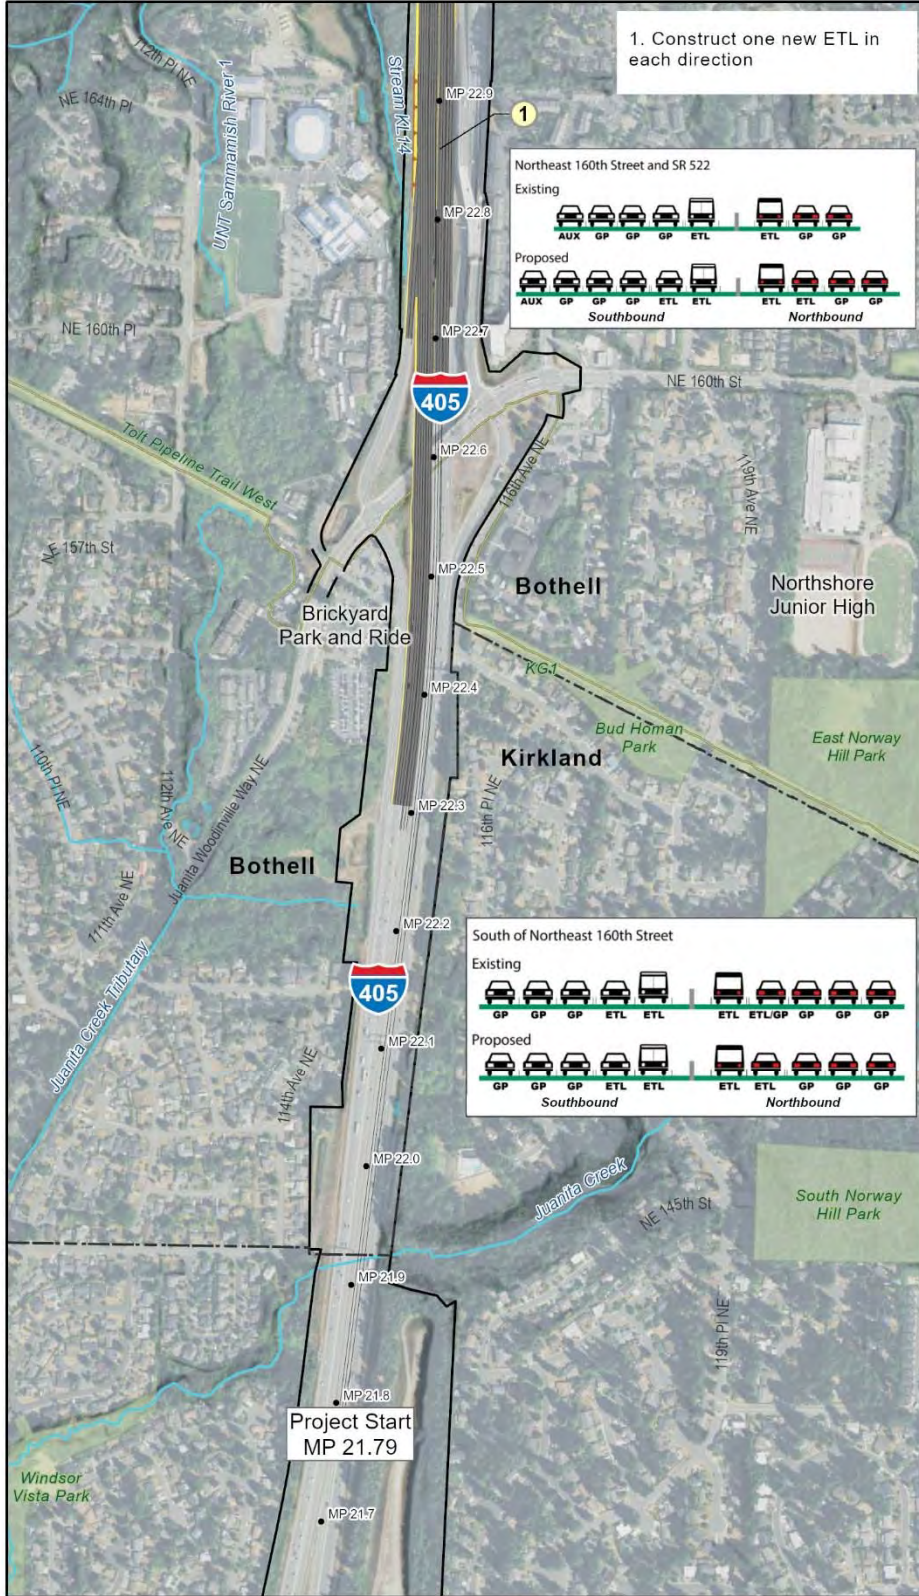 1. Construct one new ETL in
each direction
112th Pl NE
NE 164th Pl
UNT Sammamish River 1
Stream KL14
MP 22.9
1
MP 22.8
Northeast 160th Street and SR 522
Existing
AUX GP GP GP ETL ETL GP GP
Proposed
AUX GP GP GP ETL ETL ETL ETL GP GP
Southbound Northbound
NE 160th Pl
MP 22.7
NE 160th St
405
Tolt Pipeline Trail West
MP 22.6
116th Ave NE
119th Ave NE
NE 157th St
MP 22.5
Bothell
Northshore
Junior High
Brickyard
Park and Ride
KG1
MP 22.4
Bud Homan
Park
East Norway
Hill Park
Kirkland
110th Pl NE
112th Ave NE
Juanita Woodinville Way NE
MP 22.3
116th Pl NE
Bothell
111th Ave NE
MP 22.2
South of Northeast 160th Street
Existing
GP GP GP ETL ETL ETL ETL/GP GP GP GP
Proposed
GP GP GP ETL ETL ETL ETL GP GP GP
Southbound Northbound
405
Juanita Creek Tributary
MP 22.1
114th Ave NE
MP 22.0
Juanita Creek
NE 145th St
South Norway
Hill Park
MP 21.9
119th Pl NE
MP 21.8
Project Start
MP 21.79
Windsor
Vista Park
MP 21.7